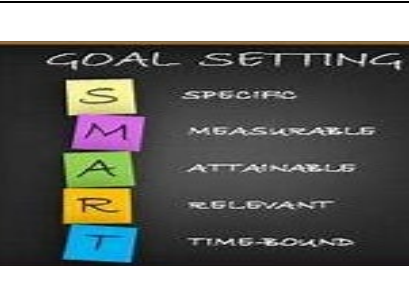 GOAL SETTING
S SPECIFIC
M MEASURABLE
A ATTAINABLE
R RELEVANT
T TIME-BOUND